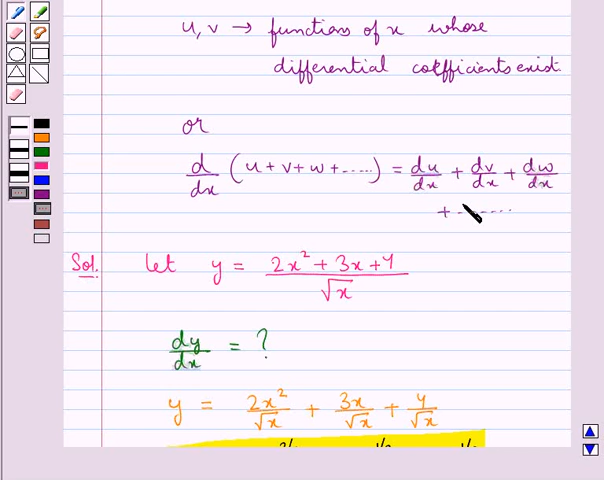 u, v → functions of x whose
differential coefficients exist.
or
d/dx (u + v + w + .....) = du/dx + dv/dx + dw/dx
+ ........
Sol. Let y = (2x² + 3x + 4)/√x
dy/dx = ?
y = 2x²/√x + 3x/√x + 4/√x